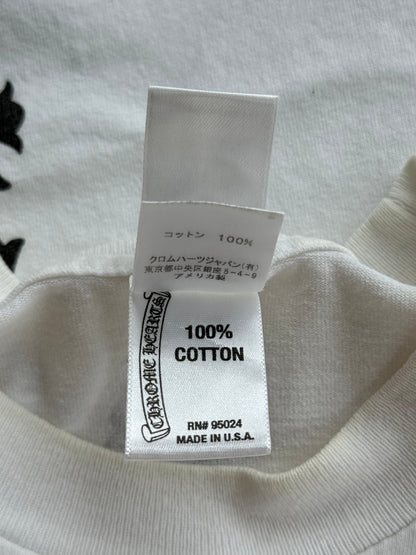 コットン 100%
クロムハーツジャパン(有)
東京都中央区銀座5-4-9
アメリカ製
CHROME HEARTS
100%
COTTON
RN# 95024
MADE IN U.S.A.